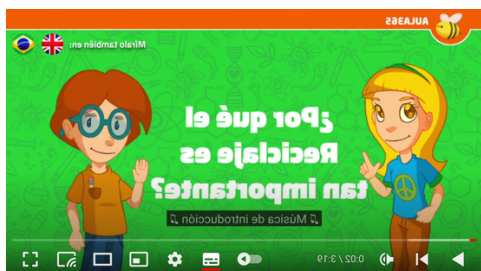 AULA365
Míralo también en:
¿Por qué el
Reciclaje es
tan importante?
♫ Música de introducción ♫
0:02 / 3:19